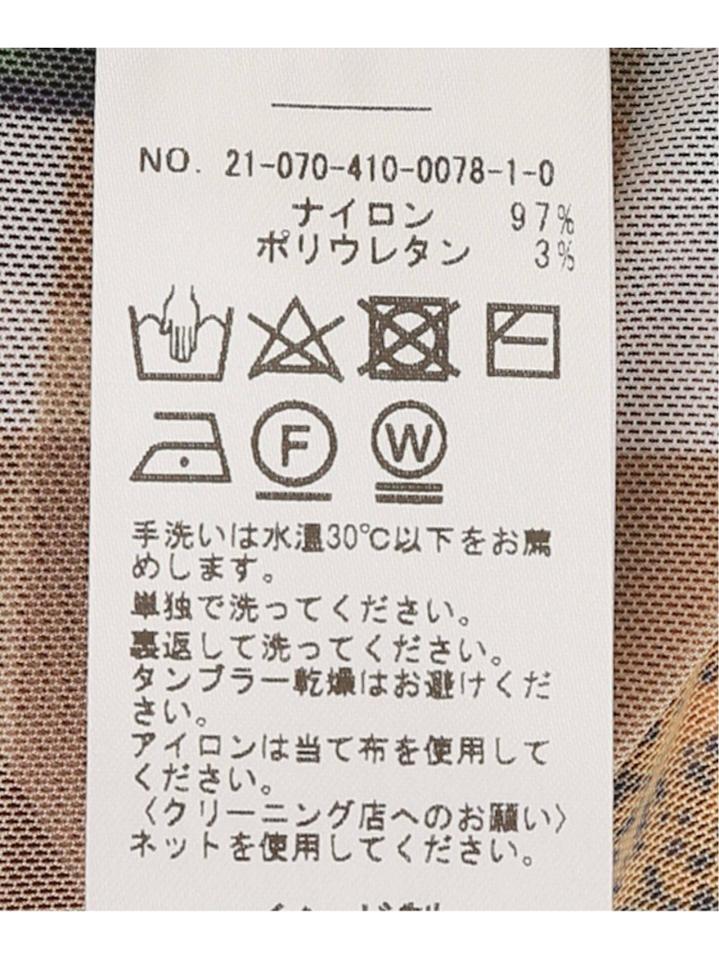 NO. 21-070-410-0078-1-0
ナイロン 97%
ポリウレタン 3%
F
W
手洗いは水温30℃以下をお薦
めします。
単独で洗ってください。
裏返して洗ってください。
タンブラー乾燥はお避けくだ
さい。
アイロンは当て布を使用して
ください。
〈クリーニング店へのお願い〉
ネットを使用してください。